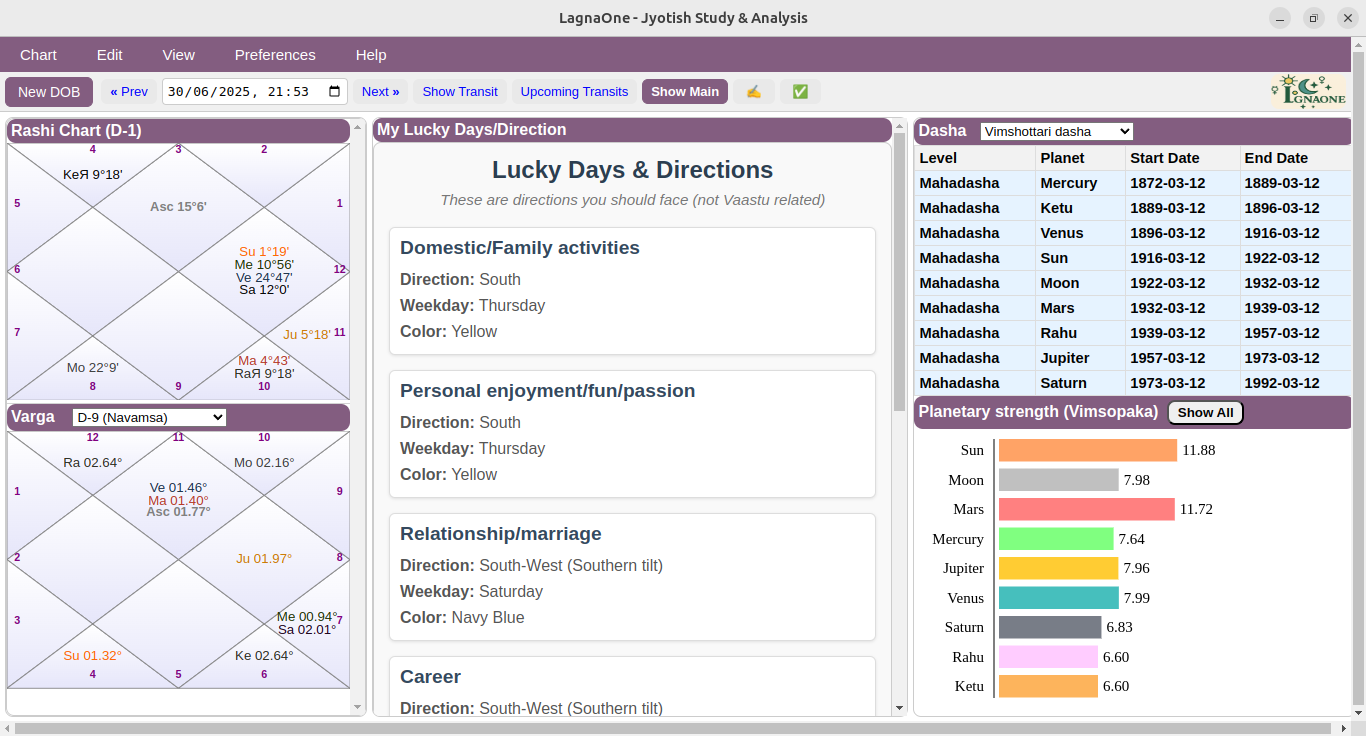 LagnaOne - Jyotish Study & Analysis
Chart Edit View Preferences Help
New DOB « Prev 30/06/2025, 21:53 Next » Show Transit Upcoming Transits Show Main
LGNAONE
Rashi Chart (D-1)
4 3 2
KeЯ 9°18'
5 Asc 15°6' 1
Su 1°19'
Me 10°56'
Ve 24°47'
Sa 12°0'
6 12
7 Ju 5°18' 11
Ma 4°43'
Mo 22°9' RaЯ 9°18'
8 9 10
Varga D-9 (Navamsa)
12 11 10
Ra 02.64° Mo 02.16°
1 Ve 01.46° 9
Ma 01.40°
Asc 01.77°
2 Ju 01.97° 8
3 Me 00.94° 7
Sa 02.01°
Su 01.32° Ke 02.64°
4 5 6
My Lucky Days/Direction
Lucky Days & Directions
These are directions you should face (not Vaastu related)
Domestic/Family activities
Direction: South
Weekday: Thursday
Color: Yellow
Personal enjoyment/fun/passion
Direction: South
Weekday: Thursday
Color: Yellow
Relationship/marriage
Direction: South-West (Southern tilt)
Weekday: Saturday
Color: Navy Blue
Career
Direction: South-West (Southern tilt)
Dasha Vimshottari dasha
Level Planet Start Date End Date
Mahadasha Mercury 1872-03-12 1889-03-12
Mahadasha Ketu 1889-03-12 1896-03-12
Mahadasha Venus 1896-03-12 1916-03-12
Mahadasha Sun 1916-03-12 1922-03-12
Mahadasha Moon 1922-03-12 1932-03-12
Mahadasha Mars 1932-03-12 1939-03-12
Mahadasha Rahu 1939-03-12 1957-03-12
Mahadasha Jupiter 1957-03-12 1973-03-12
Mahadasha Saturn 1973-03-12 1992-03-12
Planetary strength (Vimsopaka) Show All
Sun 11.88
Moon 7.98
Mars 11.72
Mercury 7.64
Jupiter 7.96
Venus 7.99
Saturn 6.83
Rahu 6.60
Ketu 6.60